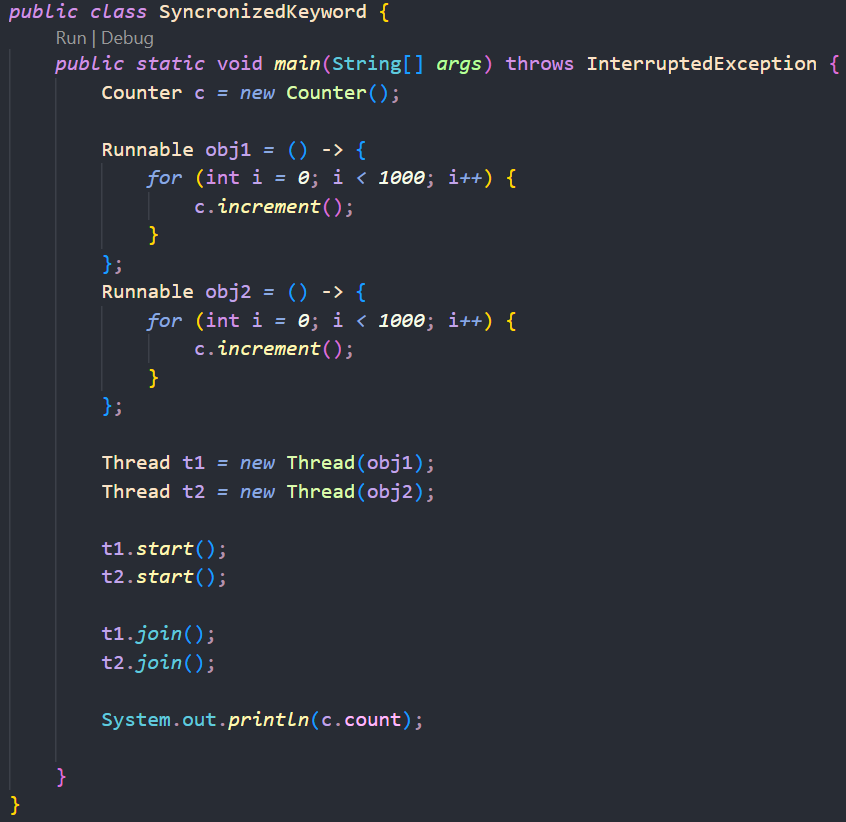 public class SyncronizedKeyword {
Run | Debug
public static void main(String[] args) throws InterruptedException {
Counter c = new Counter();
Runnable obj1 = () -> {
for (int i = 0; i < 1000; i++) {
c.increment();
}
};
Runnable obj2 = () -> {
for (int i = 0; i < 1000; i++) {
c.increment();
}
};
Thread t1 = new Thread(obj1);
Thread t2 = new Thread(obj2);
t1.start();
t2.start();
t1.join();
t2.join();
System.out.println(c.count);
}
}